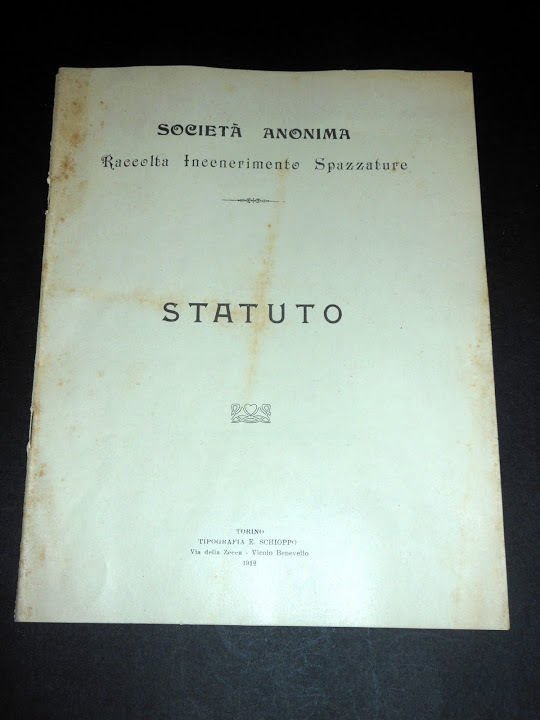 SOCIETÀ ANONIMA
Raccolta Incenerimento Spazzature
STATUTO
TORINO
TIPOGRAFIA E. SCHIOPPO
Via della Zecca - Vicolo Benevello
1912